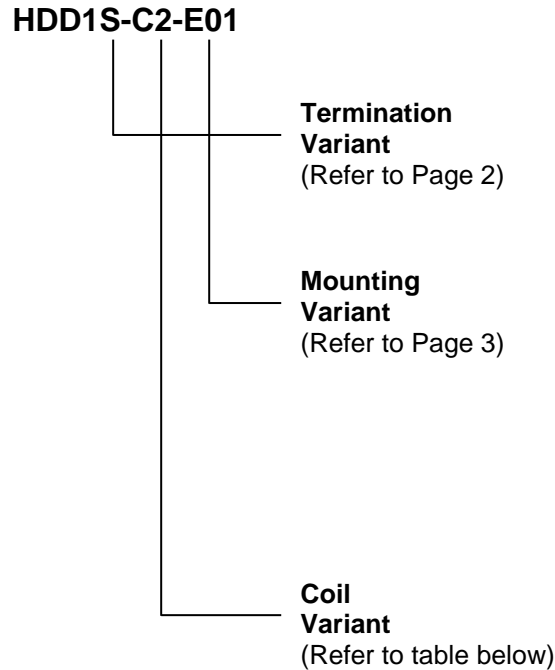 HDD1S-C2-E01
Termination
Variant
(Refer to Page 2)
Mounting
Variant
(Refer to Page 3)
Coil
Variant
(Refer to table below)